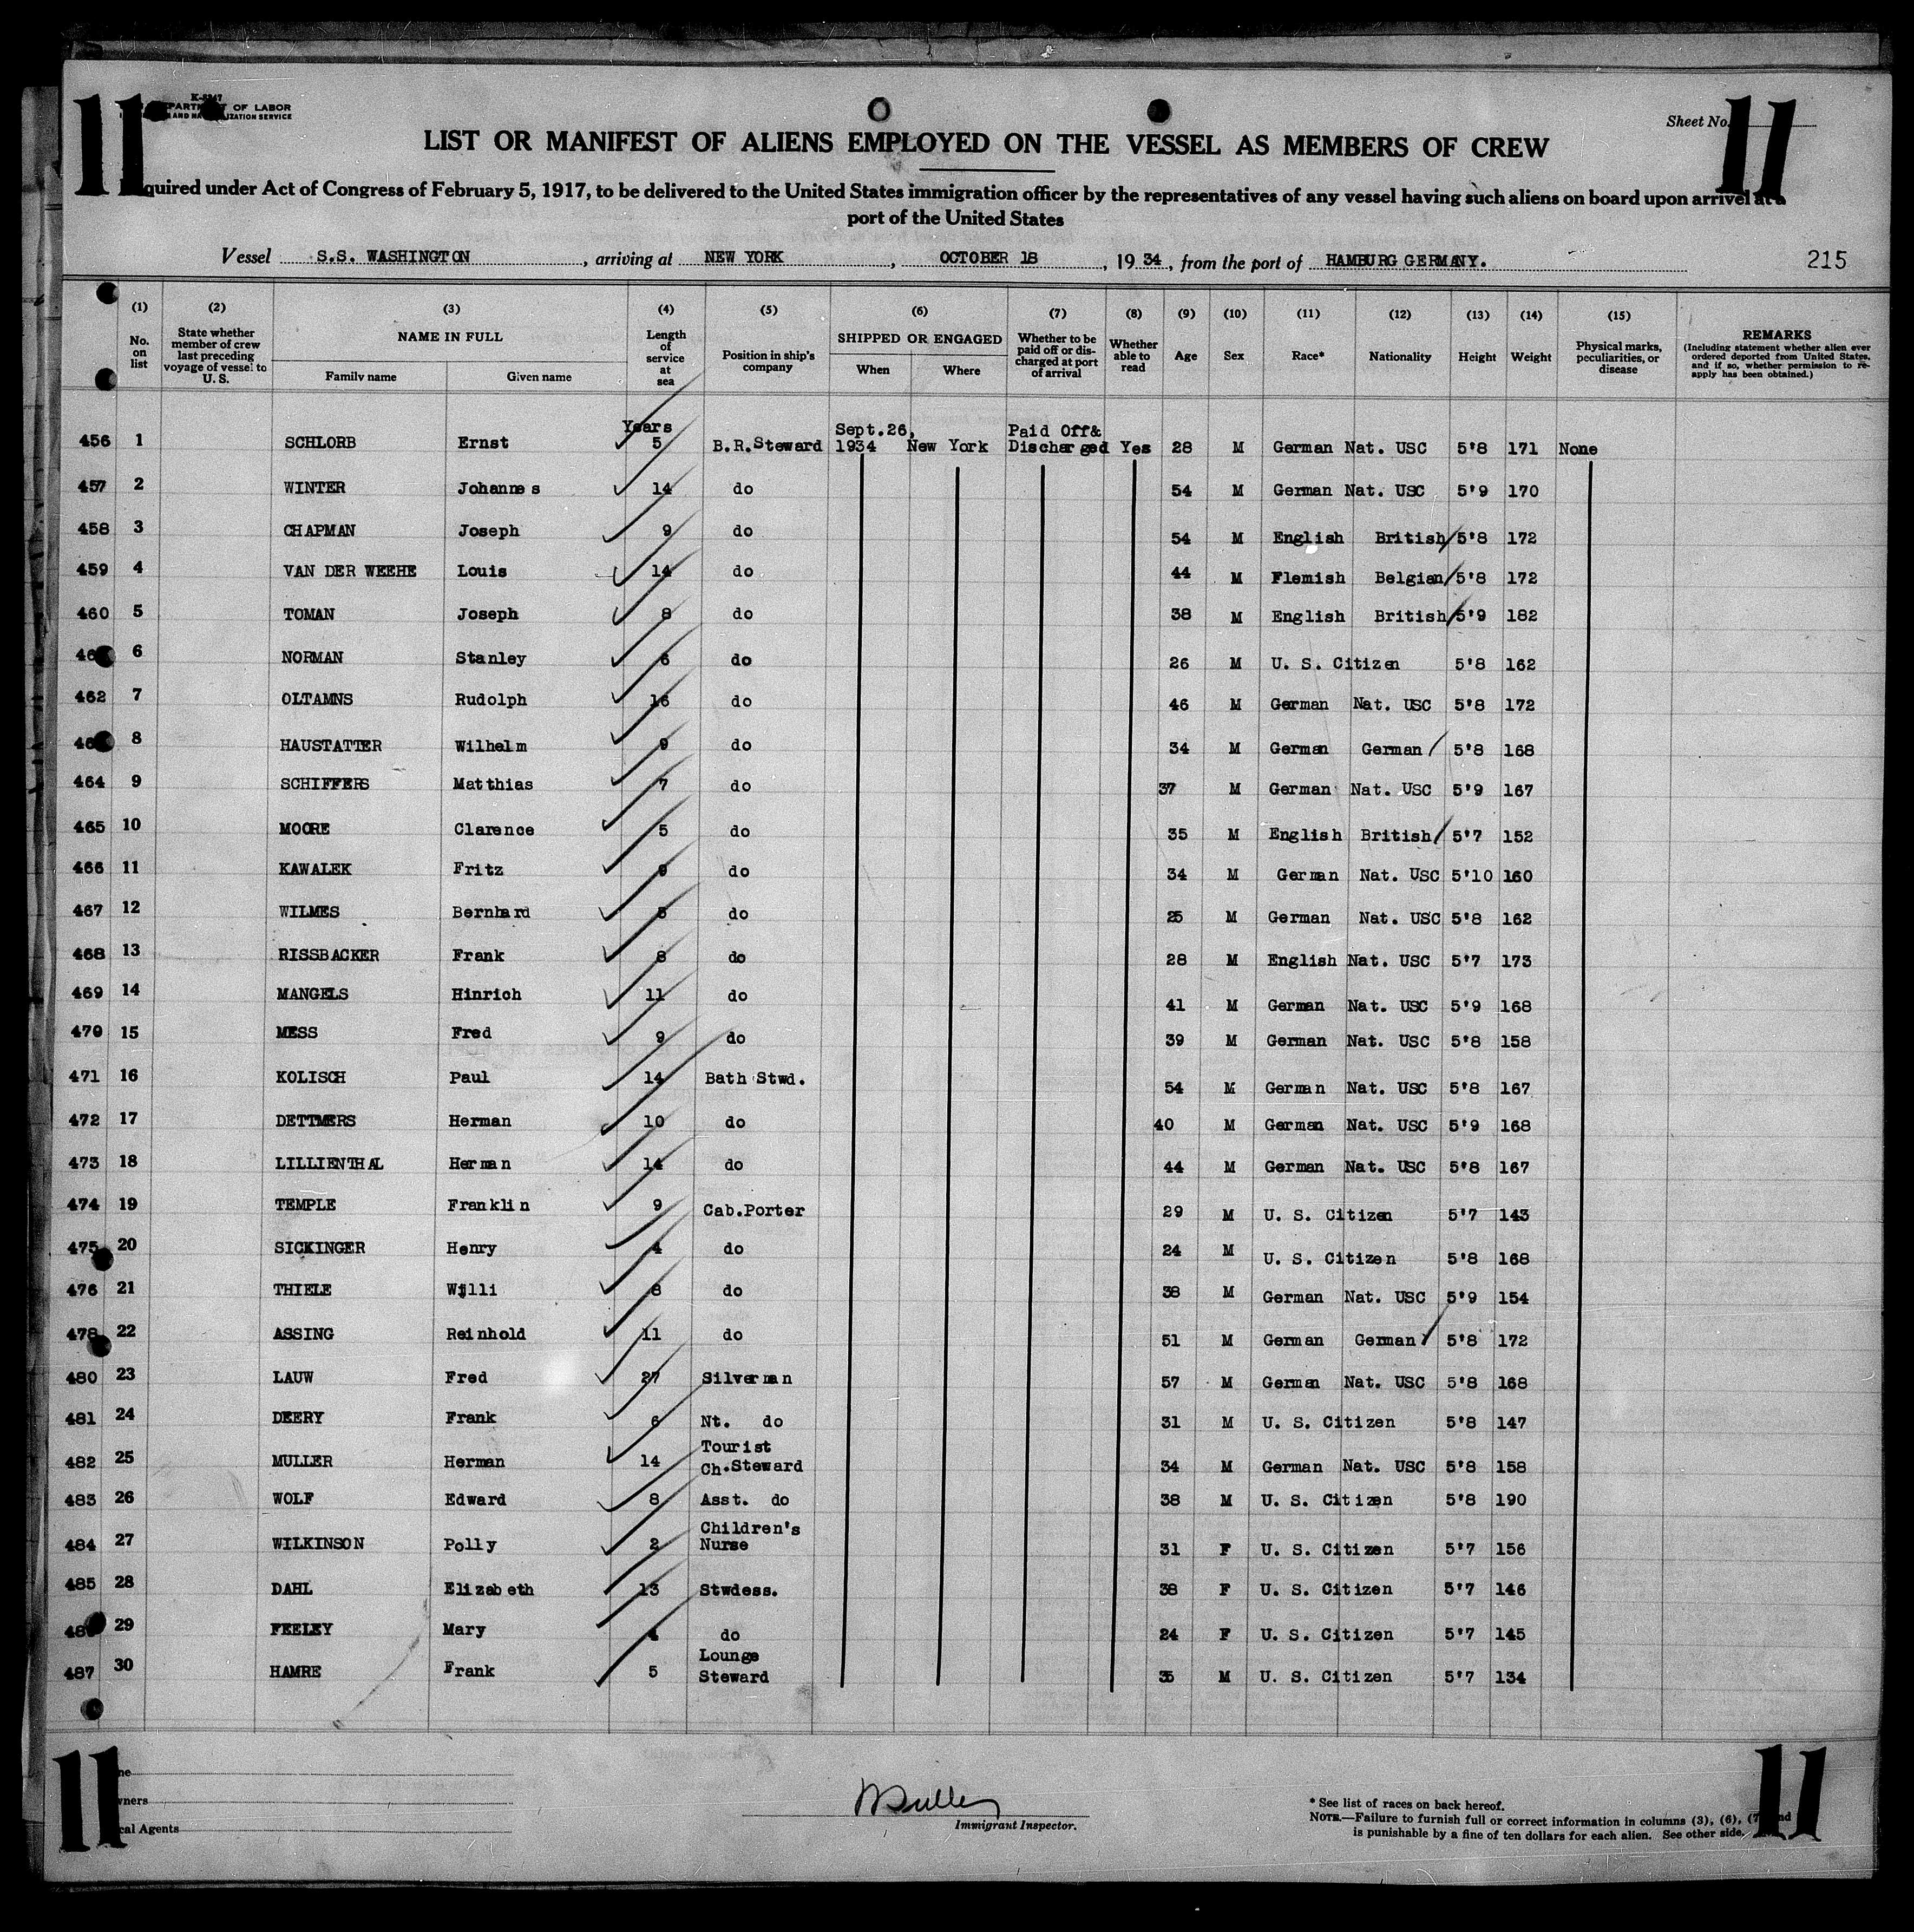 11
K-5247
OF LABOR
11
Sheet No.
LIST OR MANIFEST OF ALIENS EMPLOYED ON THE VESSEL AS MEMBERS OF CREW
quired under Act of Congress of February 5, 1917, to be delivered to the United States immigration officer by the representatives of any vessel having such aliens on board upon arrival at a
port of the United States
Vessel S.S. WASHINGTON, arriving at NEW YORK, OCTOBER 18, 1934, from the port of HAMBURG GERMANY. 215
(1) No. on list
(2) State whether member of crew last preceding voyage of vessel to U. S.
(3) NAME IN FULL Family name Given name
(4) Length of service at sea
(5) Position in ship's company
(6) SHIPPED OR ENGAGED When Where
(7) Whether to be paid off or discharged at port of arrival
(8) Whether able to read
(9) Age
(10) Sex
(11) Race*
(12) Nationality
(13) Height
(14) Weight
(15) Physical marks, peculiarities, or disease
REMARKS (Including statement whether alien ever ordered deported from United States, and if so, whether permission to re-apply has been obtained.)
Years Sept.26, Paid Off&
456 1 SCHLORB Ernst 5 B.R.Steward 1934 New York Discharged Yes 28 M German Nat. USC 5'8 171 None
457 2 WINTER Johannes 14 do 54 M German Nat. USC 5'9 170
458 3 CHAPMAN Joseph 9 do 54 M English British 5'8 172
459 4 VAN DER WEEHE Louis 14 do 44 M Flemish Belgian 5'8 172
460 5 TOMAN Joseph 8 do 38 M English British 5'9 182
6 NORMAN Stanley 6 do 26 M U. S. Citizen 5'8 162
462 7 OLTAMNS Rudolph 16 do 46 M German Nat. USC 5'8 172
8 HAUSTATTER Wilhelm 9 do 34 M German German 5'8 168
464 9 SCHIFFERS Matthias 7 do 37 M German Nat. USC 5'9 167
465 10 MOORE Clarence 5 do 35 M English British 5'7 152
466 11 KAWALEK Fritz 9 do 34 M German Nat. USC 5'10 160
467 12 WILMES Bernhard 5 do 25 M German Nat. USC 5'8 162
468 13 RISSBACKER Frank 8 do 28 M English Nat. USC 5'7 173
469 14 MANGELS Hinrich 11 do 41 M German Nat. USC 5'9 168
470 15 MESS Fred 9 do 39 M German Nat. USC 5'8 158
471 16 KOLISCH Paul 14 Bath Stwd. 54 M German Nat. USC 5'8 167
472 17 DETTMERS Herman 10 do 40 M German Nat. USC 5'9 168
473 18 LILLIENTHAL Herman 14 do 44 M German Nat. USC 5'8 167
474 19 TEMPLE Franklin 9 Cab.Porter 29 M U. S. Citizen 5'7 143
475 20 SICKINGER Henry 4 do 24 M U. S. Citizen 5'8 168
476 21 THIELE Willi 8 do 38 M German Nat. USC 5'9 154
478 22 ASSING Reinhold 11 do 51 M German German 5'8 172
480 23 LAUW Fred 27 Silverman 57 M German Nat. USC 5'8 168
481 24 DEERY Frank 6 Nt. do 31 M U. S. Citizen 5'8 147
Tourist
482 25 MULLER Herman 14 Ch.Steward 34 M German Nat. USC 5'8 158
483 26 WOLF Edward 8 Asst. do 38 M U. S. Citizen 5'8 190
Children's
484 27 WILKINSON Polly 2 Nurse 31 F U. S. Citizen 5'7 156
485 28 DAHL Elizabeth 13 Stwdess. 38 F U. S. Citizen 5'7 146
29 FEELEY Mary 4 do 24 F U. S. Citizen 5'7 145
Lounge
487 30 HAMRE Frank 5 Steward 35 M U. S. Citizen 5'7 134
11
ne
wners
cal Agents
Immigrant Inspector.
* See list of races on back hereof.
NOTE.—Failure to furnish full or correct information in columns (3), (6), (7) and
is punishable by a fine of ten dollars for each alien. See other side.
11